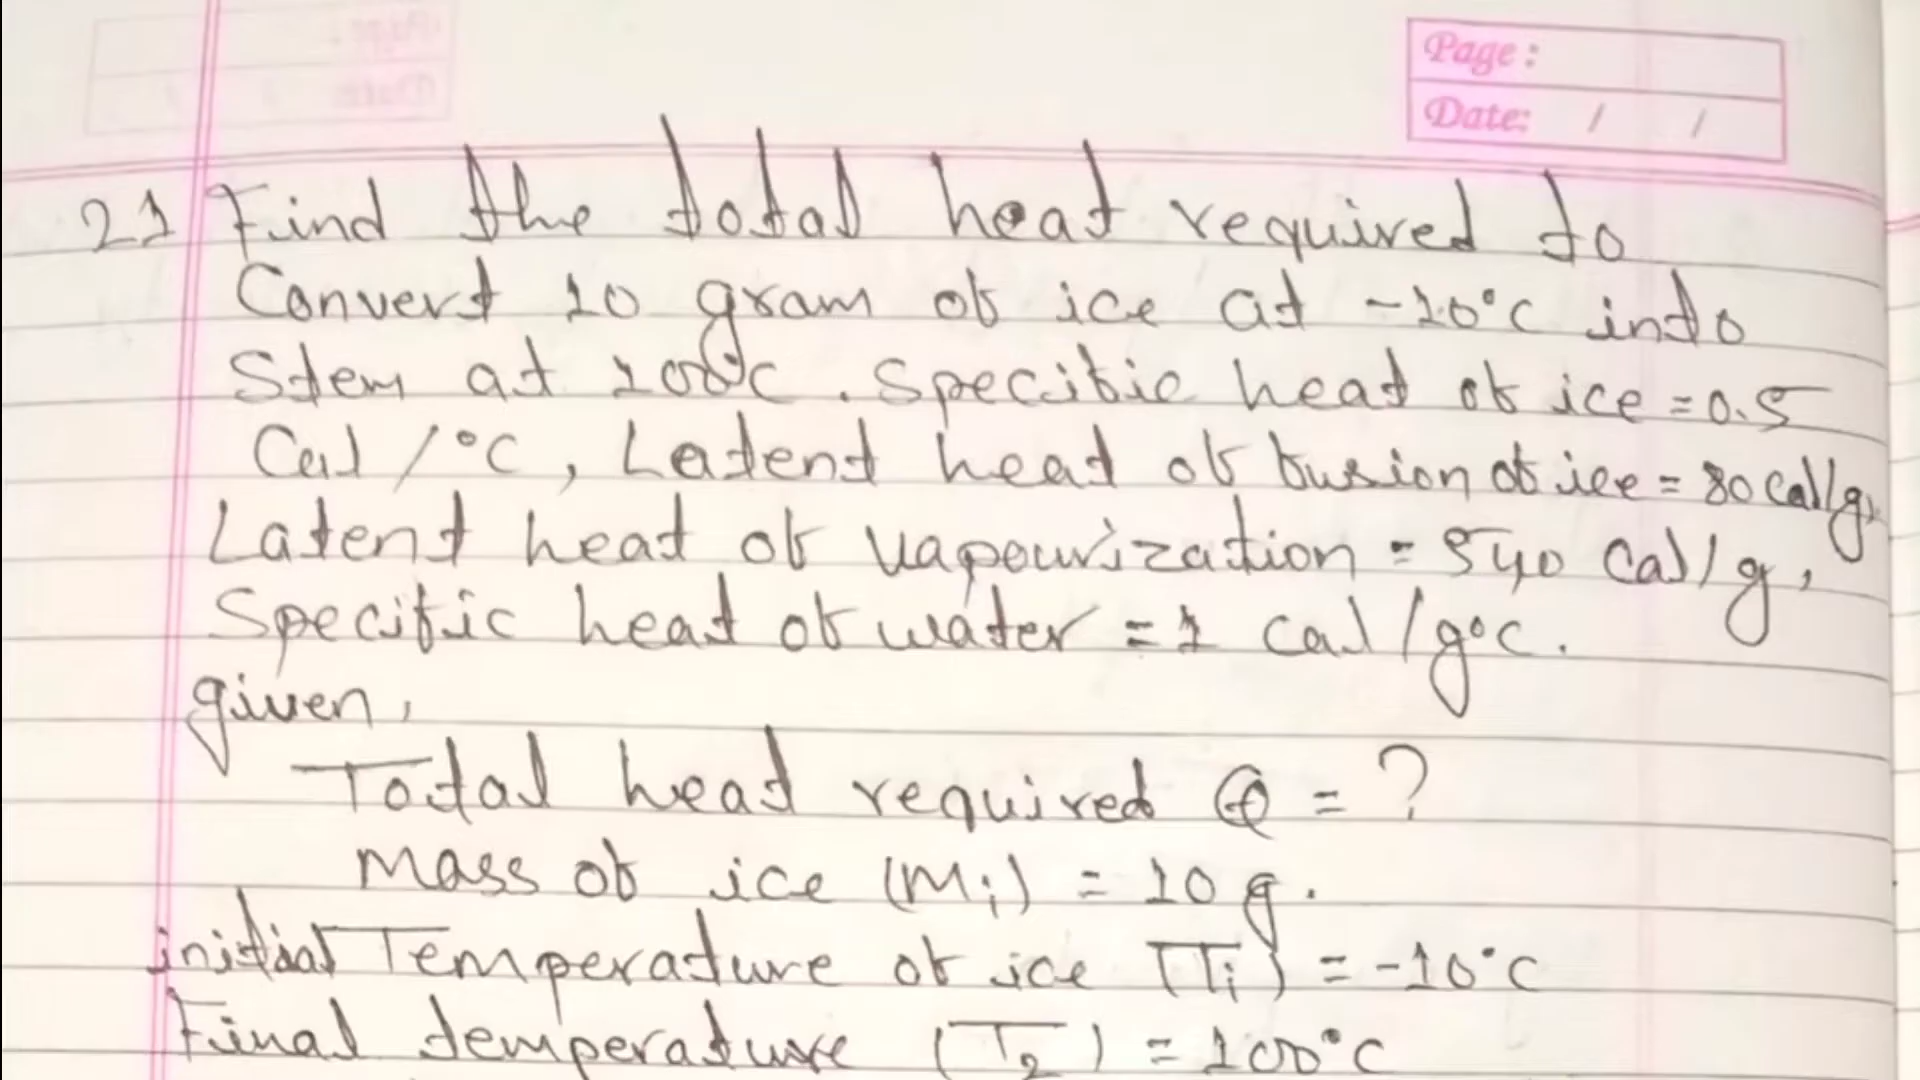 Page:
Date: / /
21 Find the total heat required to
Convert 10 gram of ice at -10°C into
Stem at 100°C. Specific heat of ice = 0.5
Cal /°C, Latent heat of fusion of ice = 80 cal/g,
Latent heat of vapourization = 540 Cal/g,
Specific heat of water = 1 cal/g°C.
given,
Total heat required Q = ?
Mass of ice (Mi) = 10 g.
initial Temperature of ice (Ti) = -10°C
Final temperature (T2) = 100°C